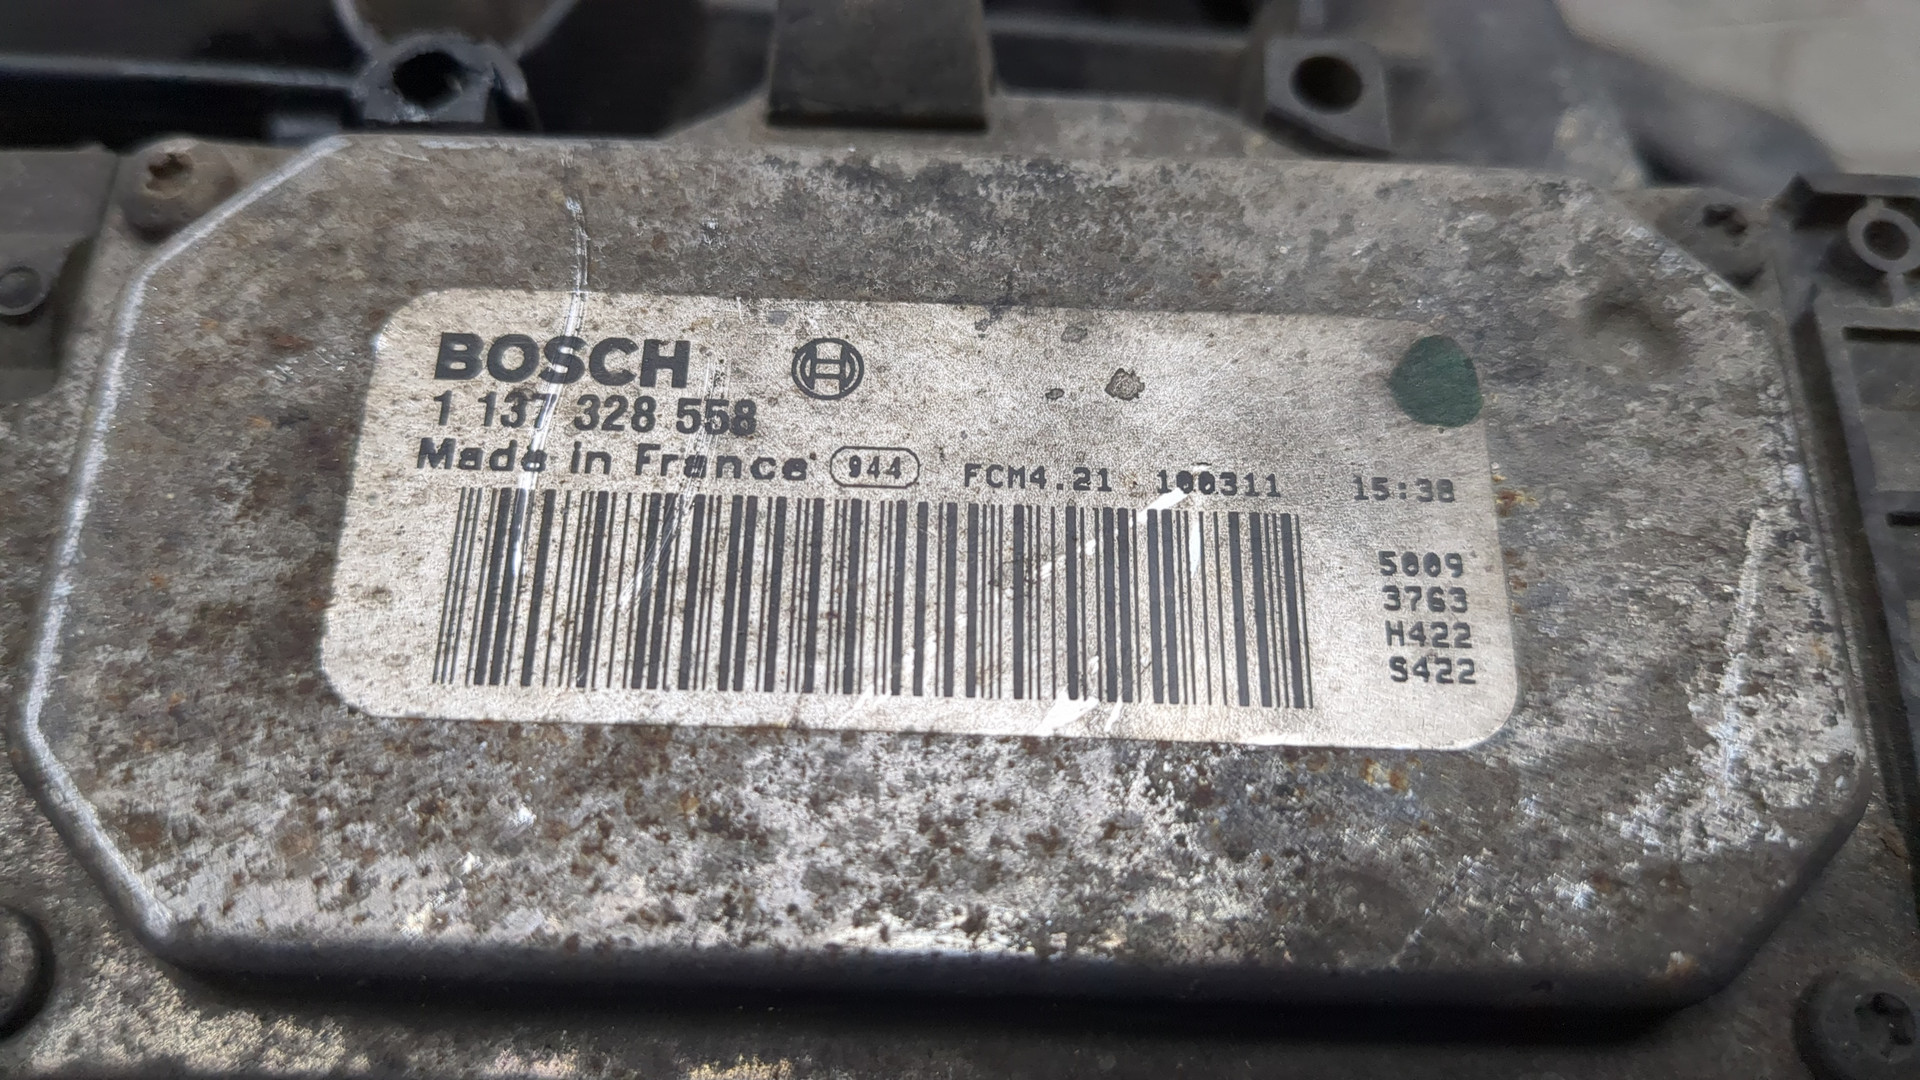 BOSCH
1 137 328 558
Made in France 944 FCM4.21 100311 15:38
5009
3763
H422
S422